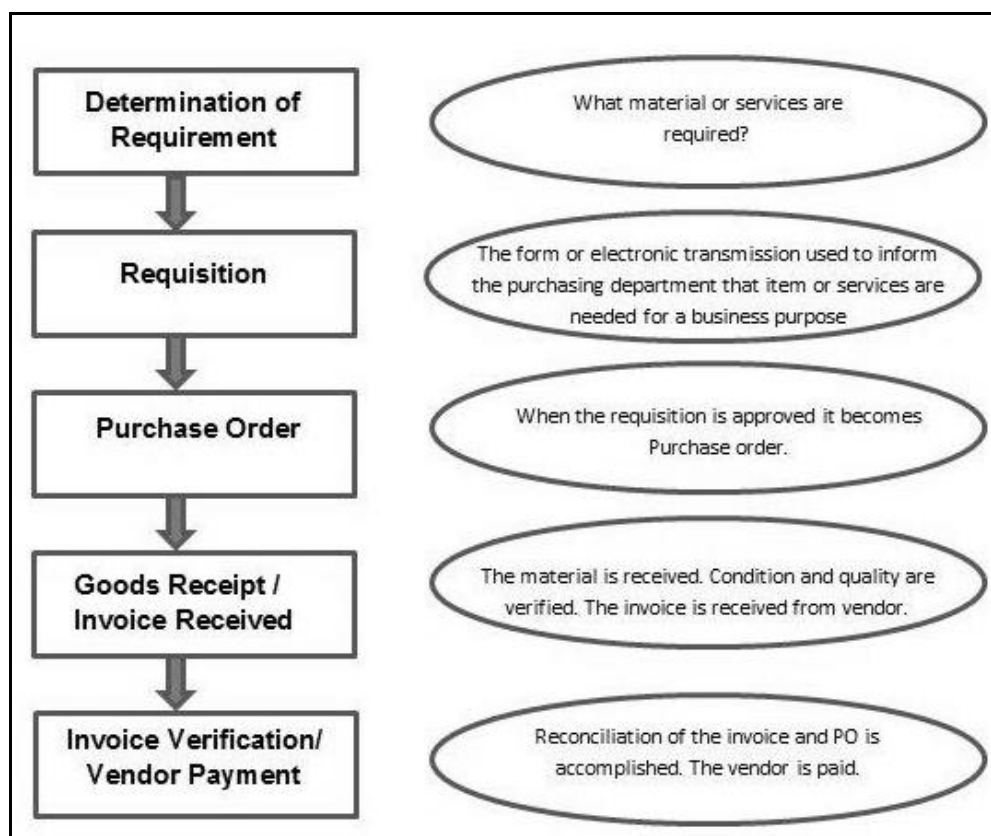 Determination of
Requirement
What material or services are
required?
Requisition
The form or electronic transmission used to inform
the purchasing department that item or services are
needed for a business purpose
Purchase Order
When the requisition is approved it becomes
Purchase order.
Goods Receipt /
Invoice Received
The material is received. Condition and quality are
verified. The invoice is received from vendor.
Invoice Verification/
Vendor Payment
Reconciliation of the invoice and PO is
accomplished. The vendor is paid.